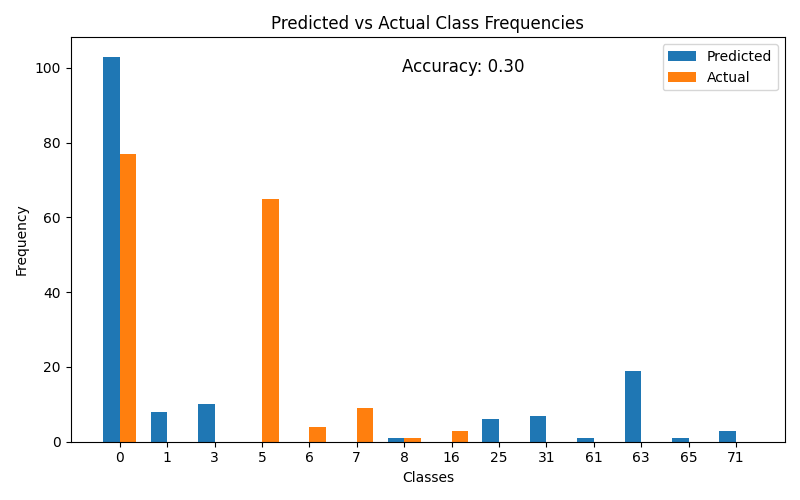 Predicted vs Actual Class Frequencies
Accuracy: 0.30
Predicted
Actual
Frequency
100
80
60
40
20
0
0 1 3 5 6 7 8 16 25 31 61 63 65 71
Classes